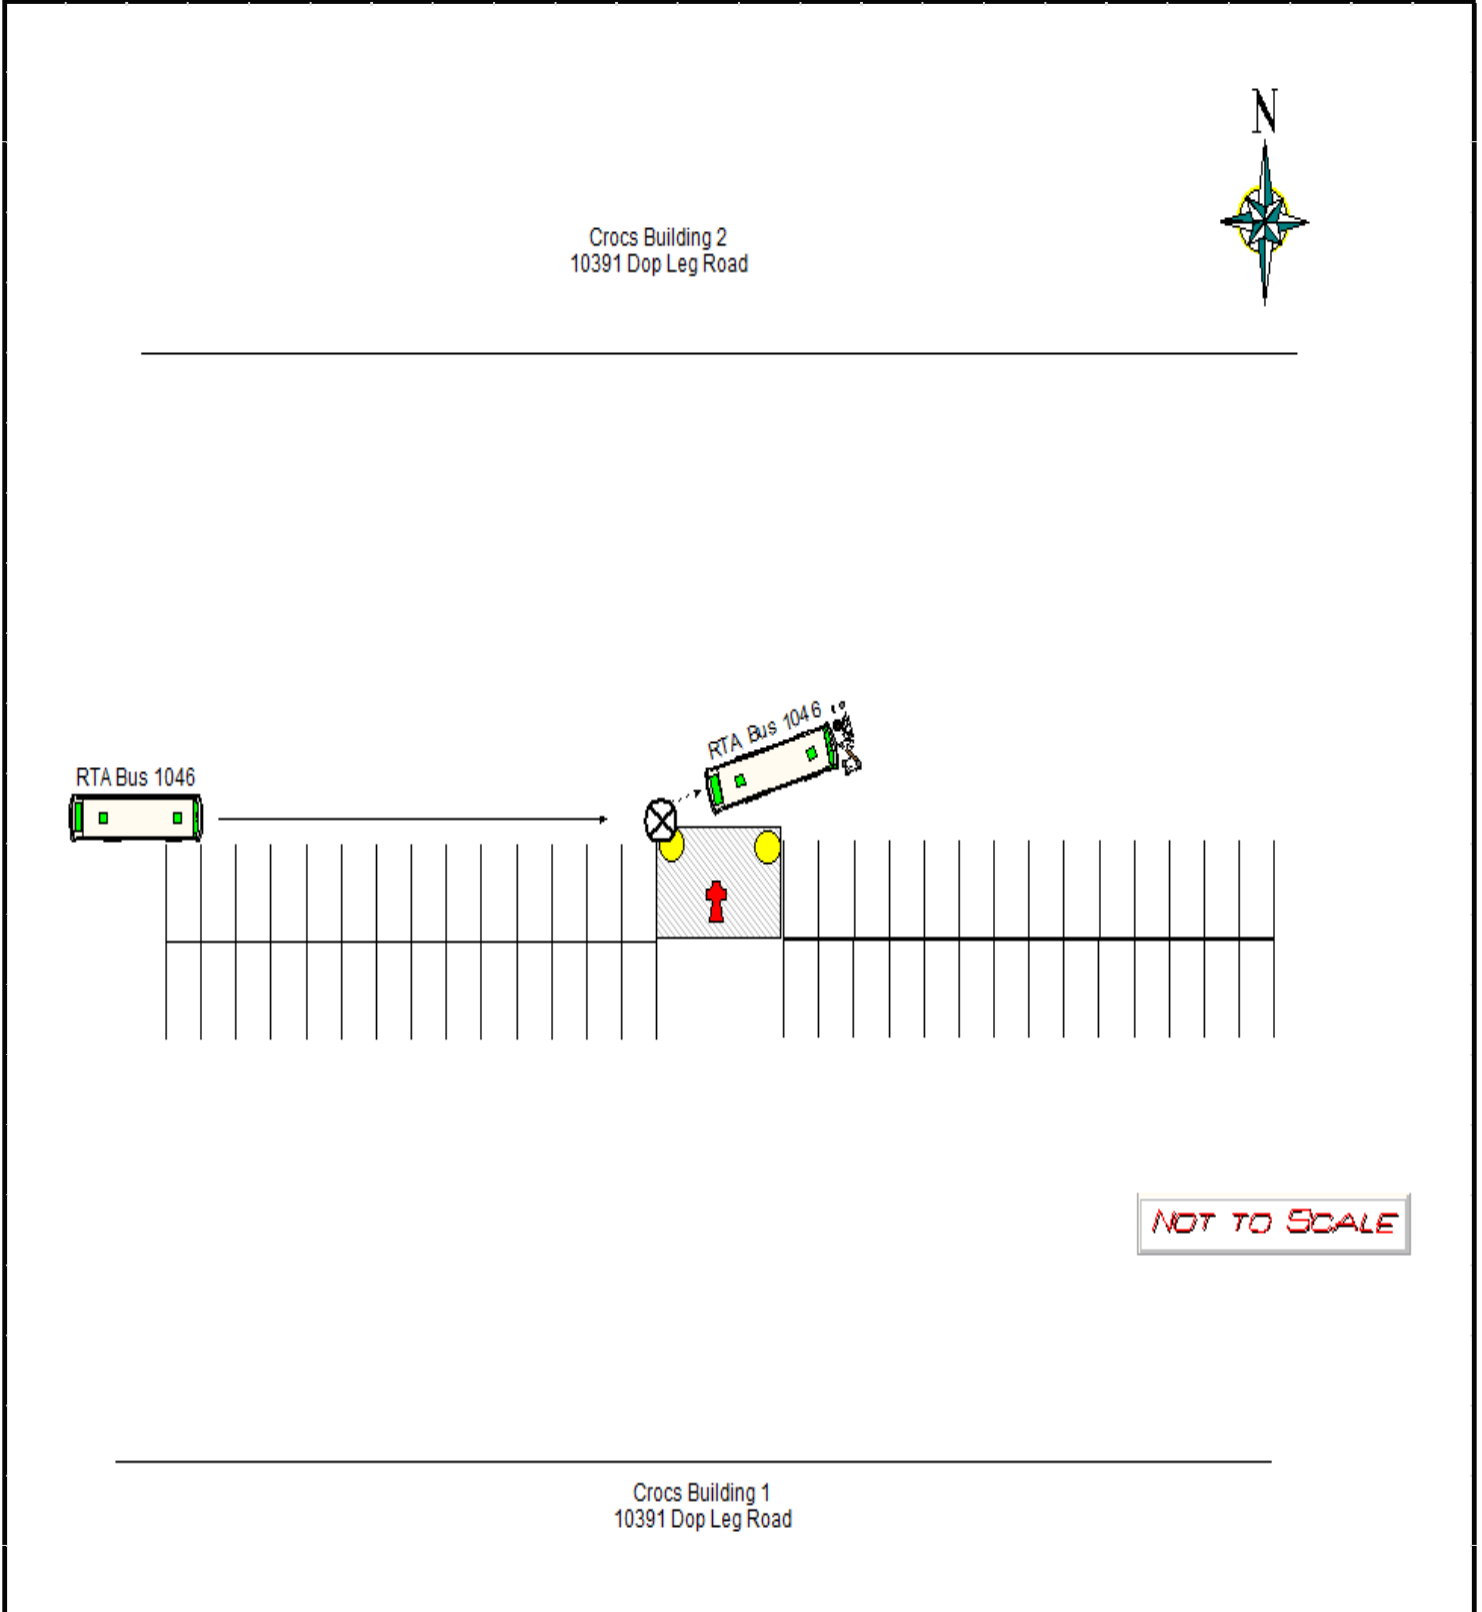 N
Crocs Building 2
10391 Dop Leg Road
RTA Bus 1046
RTA Bus 1046
NOT TO SCALE
Crocs Building 1
10391 Dop Leg Road